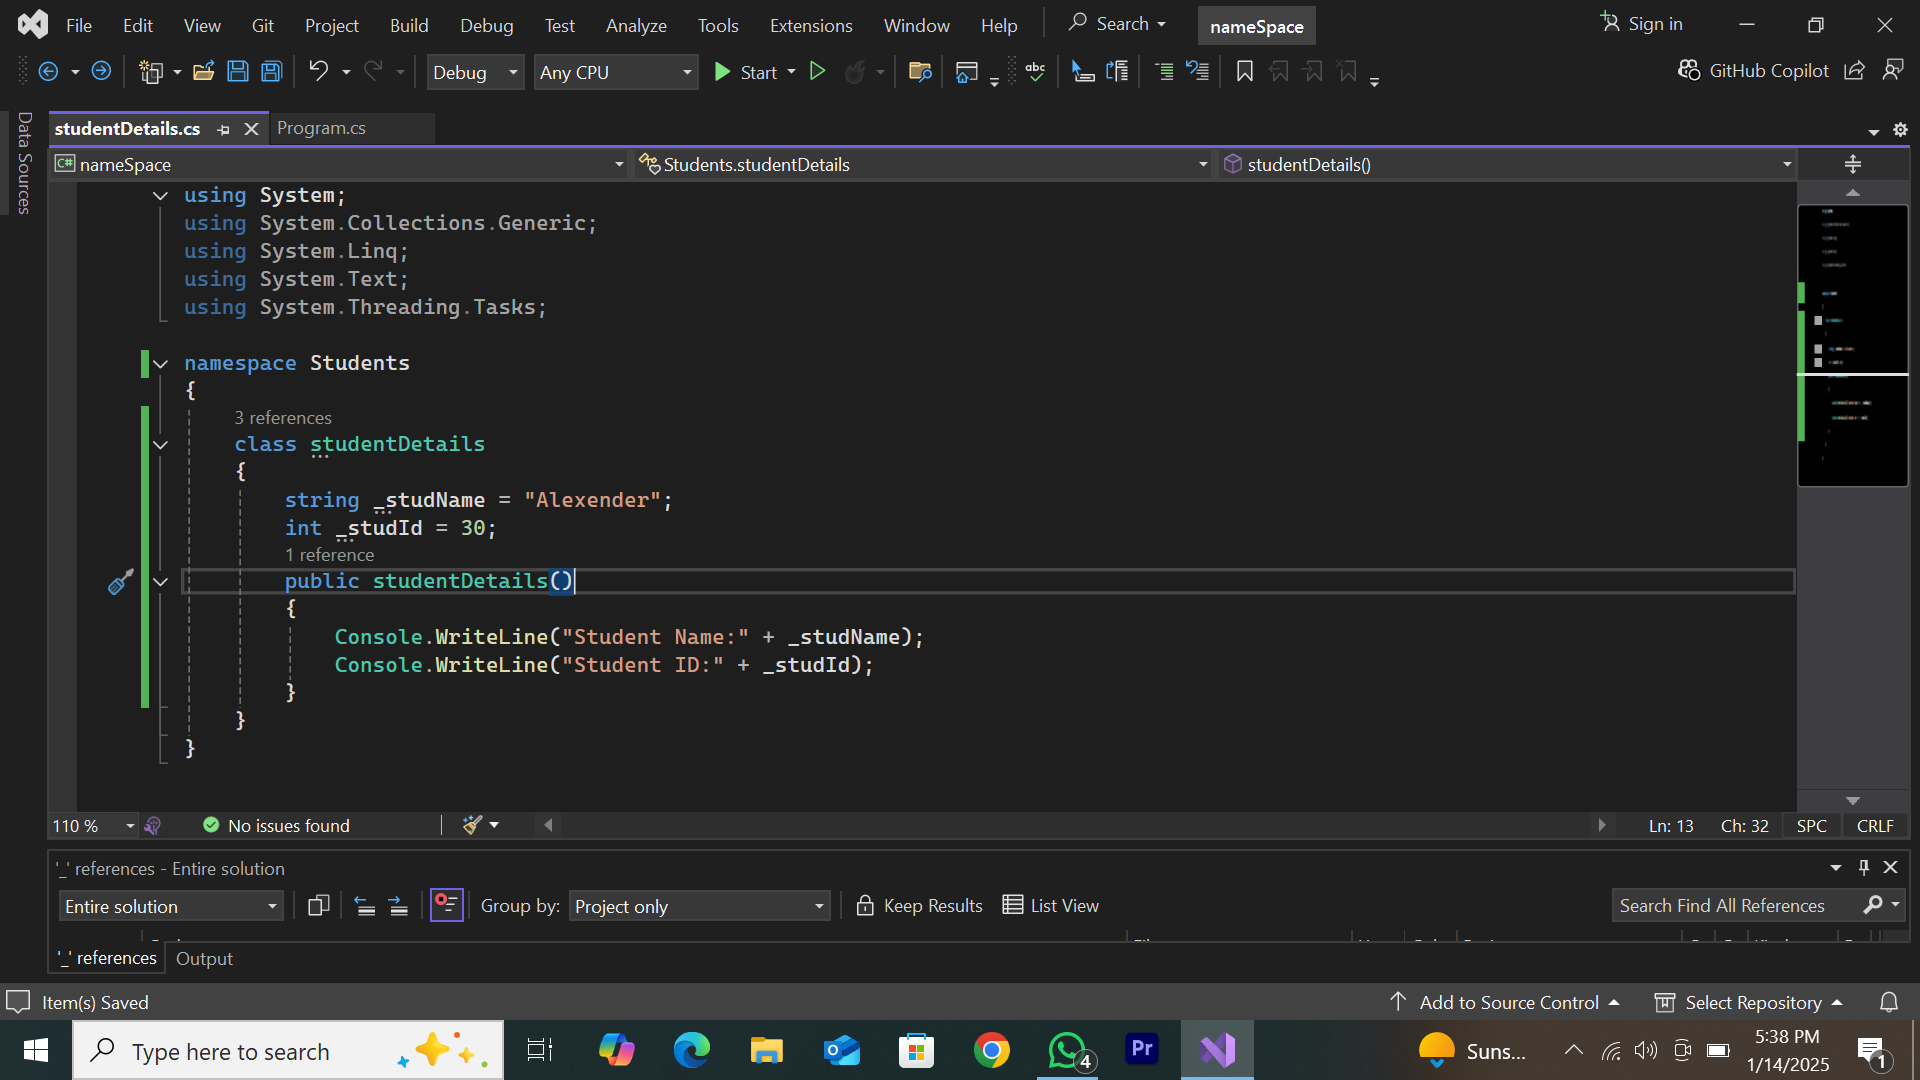 File Edit View Git Project Build Debug Test Analyze Tools Extensions Window Help Search nameSpace Sign in
Debug Any CPU Start GitHub Copilot
Data Sources
studentDetails.cs Program.cs
C# nameSpace Students.studentDetails studentDetails()
using System;
using System.Collections.Generic;
using System.Linq;
using System.Text;
using System.Threading.Tasks;
namespace Students
{
3 references
class studentDetails
{
string _studName = "Alexender";
int _studId = 30;
1 reference
public studentDetails()
{
Console.WriteLine("Student Name:" + _studName);
Console.WriteLine("Student ID:" + _studId);
}
}
}
110 % No issues found Ln: 13 Ch: 32 SPC CRLF
'_' references - Entire solution
Entire solution Group by: Project only Keep Results List View Search Find All References
'_' references Output
Item(s) Saved Add to Source Control Select Repository
Type here to search 4 Pr Suns... 5:38 PM
1/14/2025 1